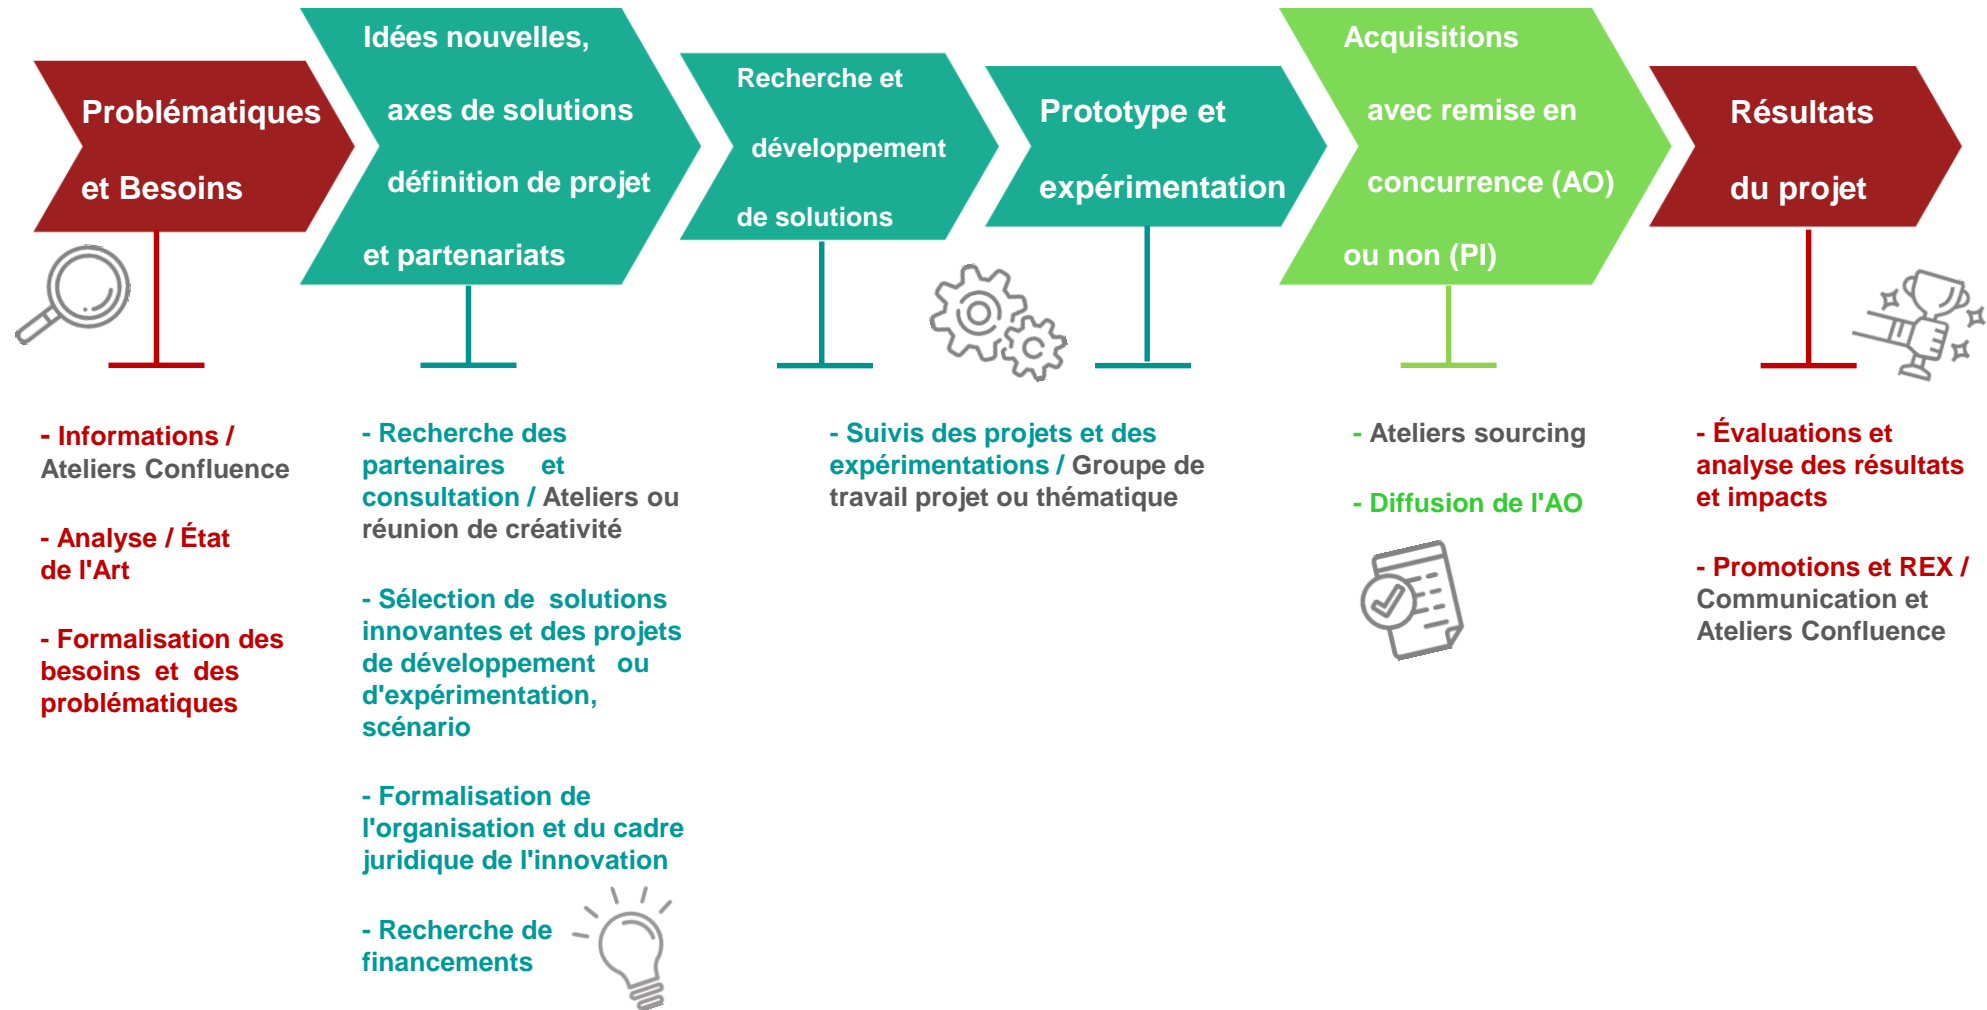 Problématiques
et Besoins
Idées nouvelles,
axes de solutions
définition de projet
et partenariats
Recherche et
développement
de solutions
Prototype et
expérimentation
Acquisitions
avec remise en
concurrence (AO)
ou non (PI)
Résultats
du projet
- Informations /
Ateliers Confluence
- Analyse / État
de l'Art
- Formalisation des
besoins et des
problématiques
- Recherche des
partenaires et
consultation / Ateliers ou
réunion de créativité
- Sélection de solutions
innovantes et des projets
de développement ou
d'expérimentation,
scénario
- Formalisation de
l'organisation et du cadre
juridique de l'innovation
- Recherche de
financements
- Suivis des projets et des
expérimentations / Groupe de
travail projet ou thématique
- Ateliers sourcing
- Diffusion de l'AO
- Évaluations et
analyse des résultats
et impacts
- Promotions et REX /
Communication et
Ateliers Confluence